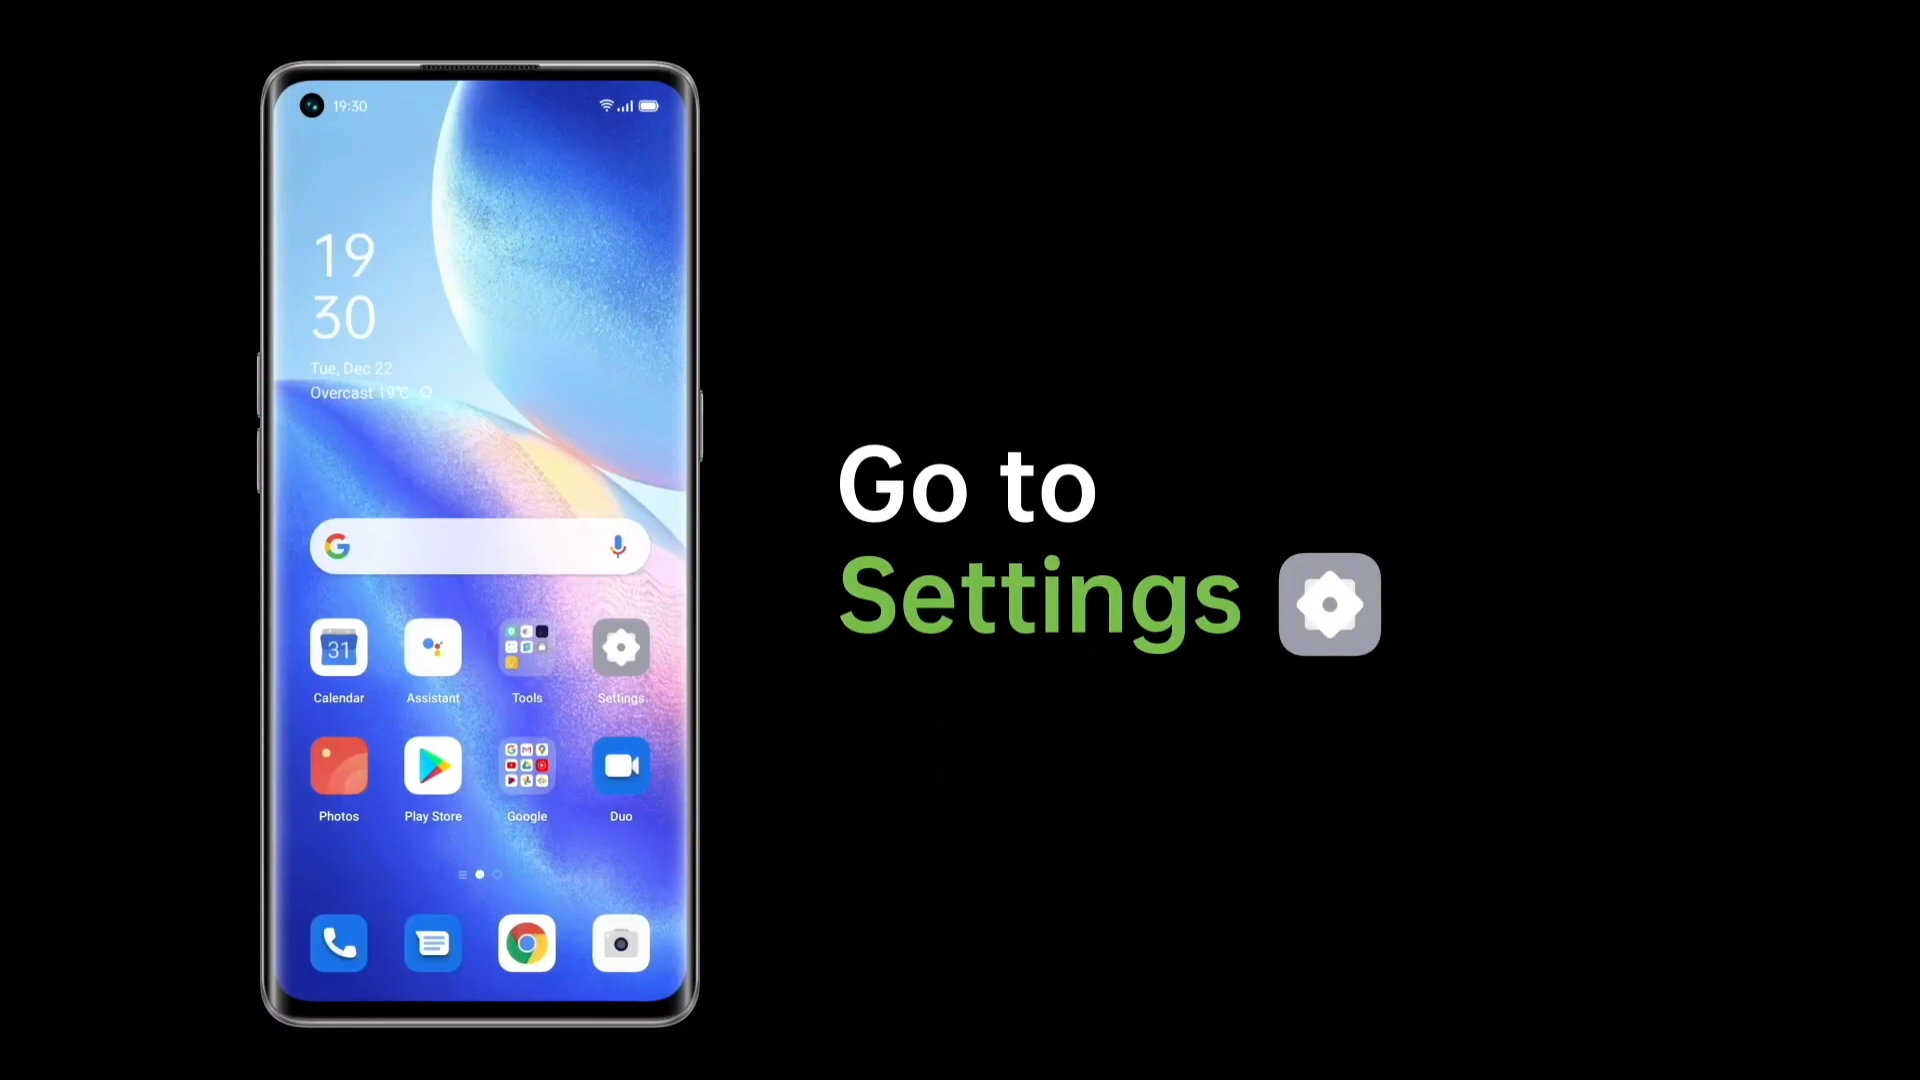 19:30
19
30
Tue, Dec 22
Overcast 19°C
31
Calendar
Assistant
Tools
Settings
Photos
Play Store
Google
Duo
Go to
Settings